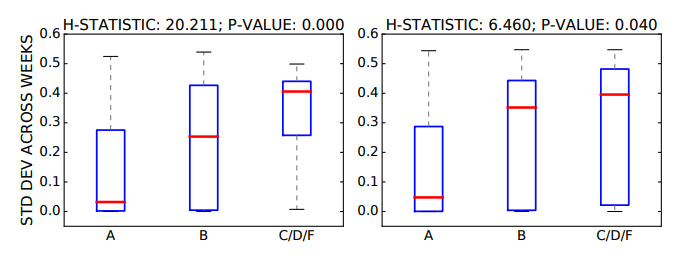 H-STATISTIC: 20.211; P-VALUE: 0.000
H-STATISTIC: 6.460; P-VALUE: 0.040
STD DEV ACROSS WEEKS
0.6
0.5
0.4
0.3
0.2
0.1
0.0
A B C/D/F
0.6
0.5
0.4
0.3
0.2
0.1
0.0
A B C/D/F